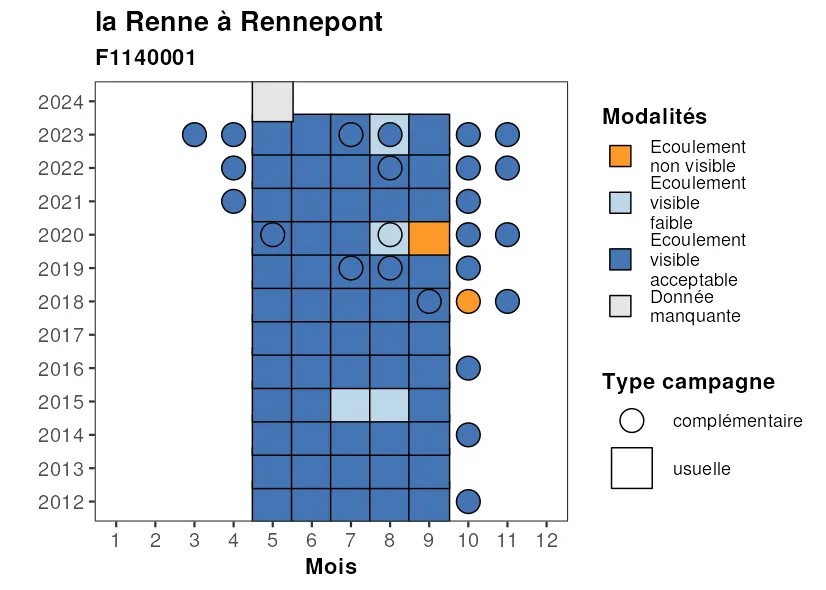 la Renne à Rennepont
F1140001
2024
2023
2022
2021
2020
2019
2018
2017
2016
2015
2014
2013
2012
1 2 3 4 5 6 7 8 9 10 11 12
Mois
Modalités
Ecoulement
non visible
Ecoulement
visible
faible
Ecoulement
visible
acceptable
Donnée
manquante
Type campagne
complémentaire
usuelle